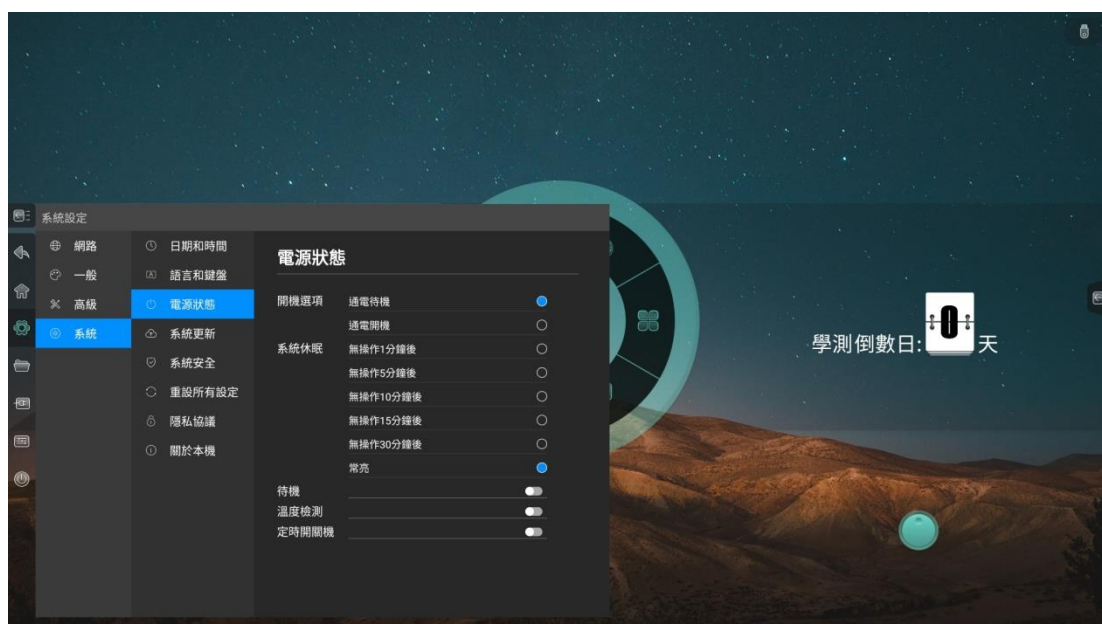 系統設定
網路
一般
高級
系統
日期和時間
語言和鍵盤
電源狀態
系統更新
系統安全
重設所有設定
隱私協議
關於本機
電源狀態
開機選項 通電待機
通電開機
系統休眠 無操作1分鐘後
無操作5分鐘後
無操作10分鐘後
無操作15分鐘後
無操作30分鐘後
常亮
待機
溫度檢測
定時開關機
學測倒數日: 0 天